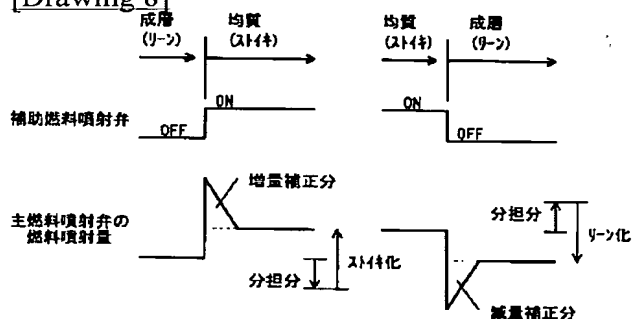 [Drawing 8]
成層
(リーン)
均質
(ストイキ)
均質
(ストイキ)
成層
(リーン)
補助燃料噴射弁
OFF
ON
ON
OFF
主燃料噴射弁の
燃料噴射量
増量補正分
分担分
ストイキ化
分担分
リーン化
減量補正分